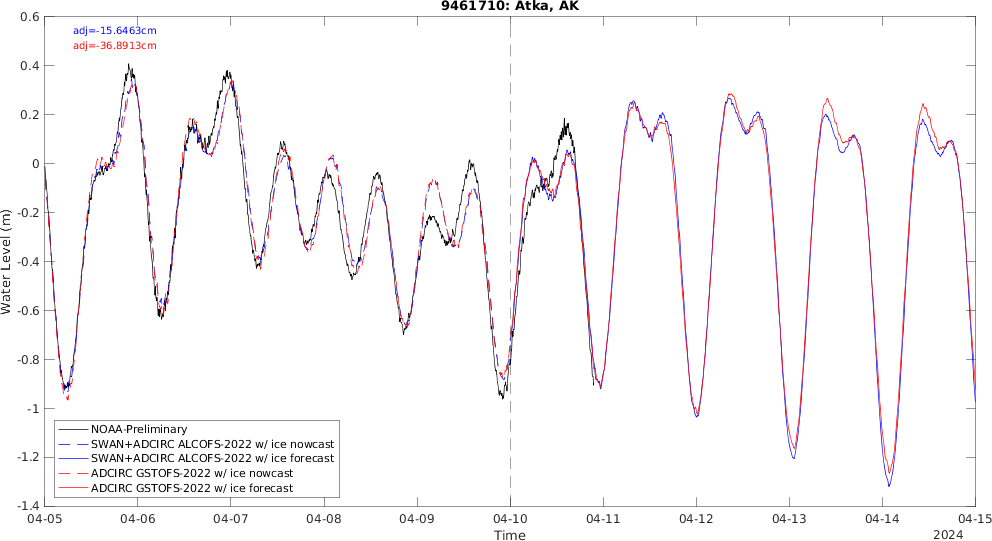 9461710: Atka, AK
adj=-15.6463cm
adj=-36.8913cm
0.6
0.4
0.2
0
-0.2
-0.4
-0.6
-0.8
-1
-1.2
-1.4
Water Level (m)
NOAA-Preliminary
SWAN+ADCIRC ALCOFS-2022 w/ ice nowcast
SWAN+ADCIRC ALCOFS-2022 w/ ice forecast
ADCIRC GSTOFS-2022 w/ ice nowcast
ADCIRC GSTOFS-2022 w/ ice forecast
04-05 04-06 04-07 04-08 04-09 04-10 04-11 04-12 04-13 04-14 04-15
Time
2024